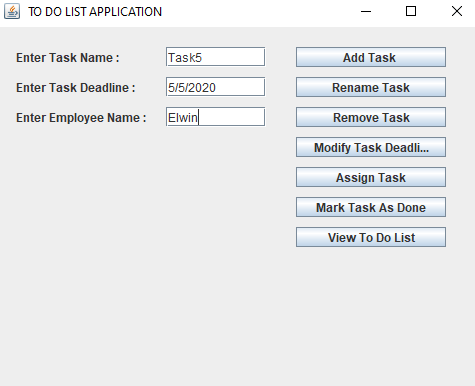 TO DO LIST APPLICATION
Enter Task Name : Task5 Add Task
Enter Task Deadline : 5/5/2020 Rename Task
Enter Employee Name : Elwin Remove Task
Modify Task Deadli...
Assign Task
Mark Task As Done
View To Do List